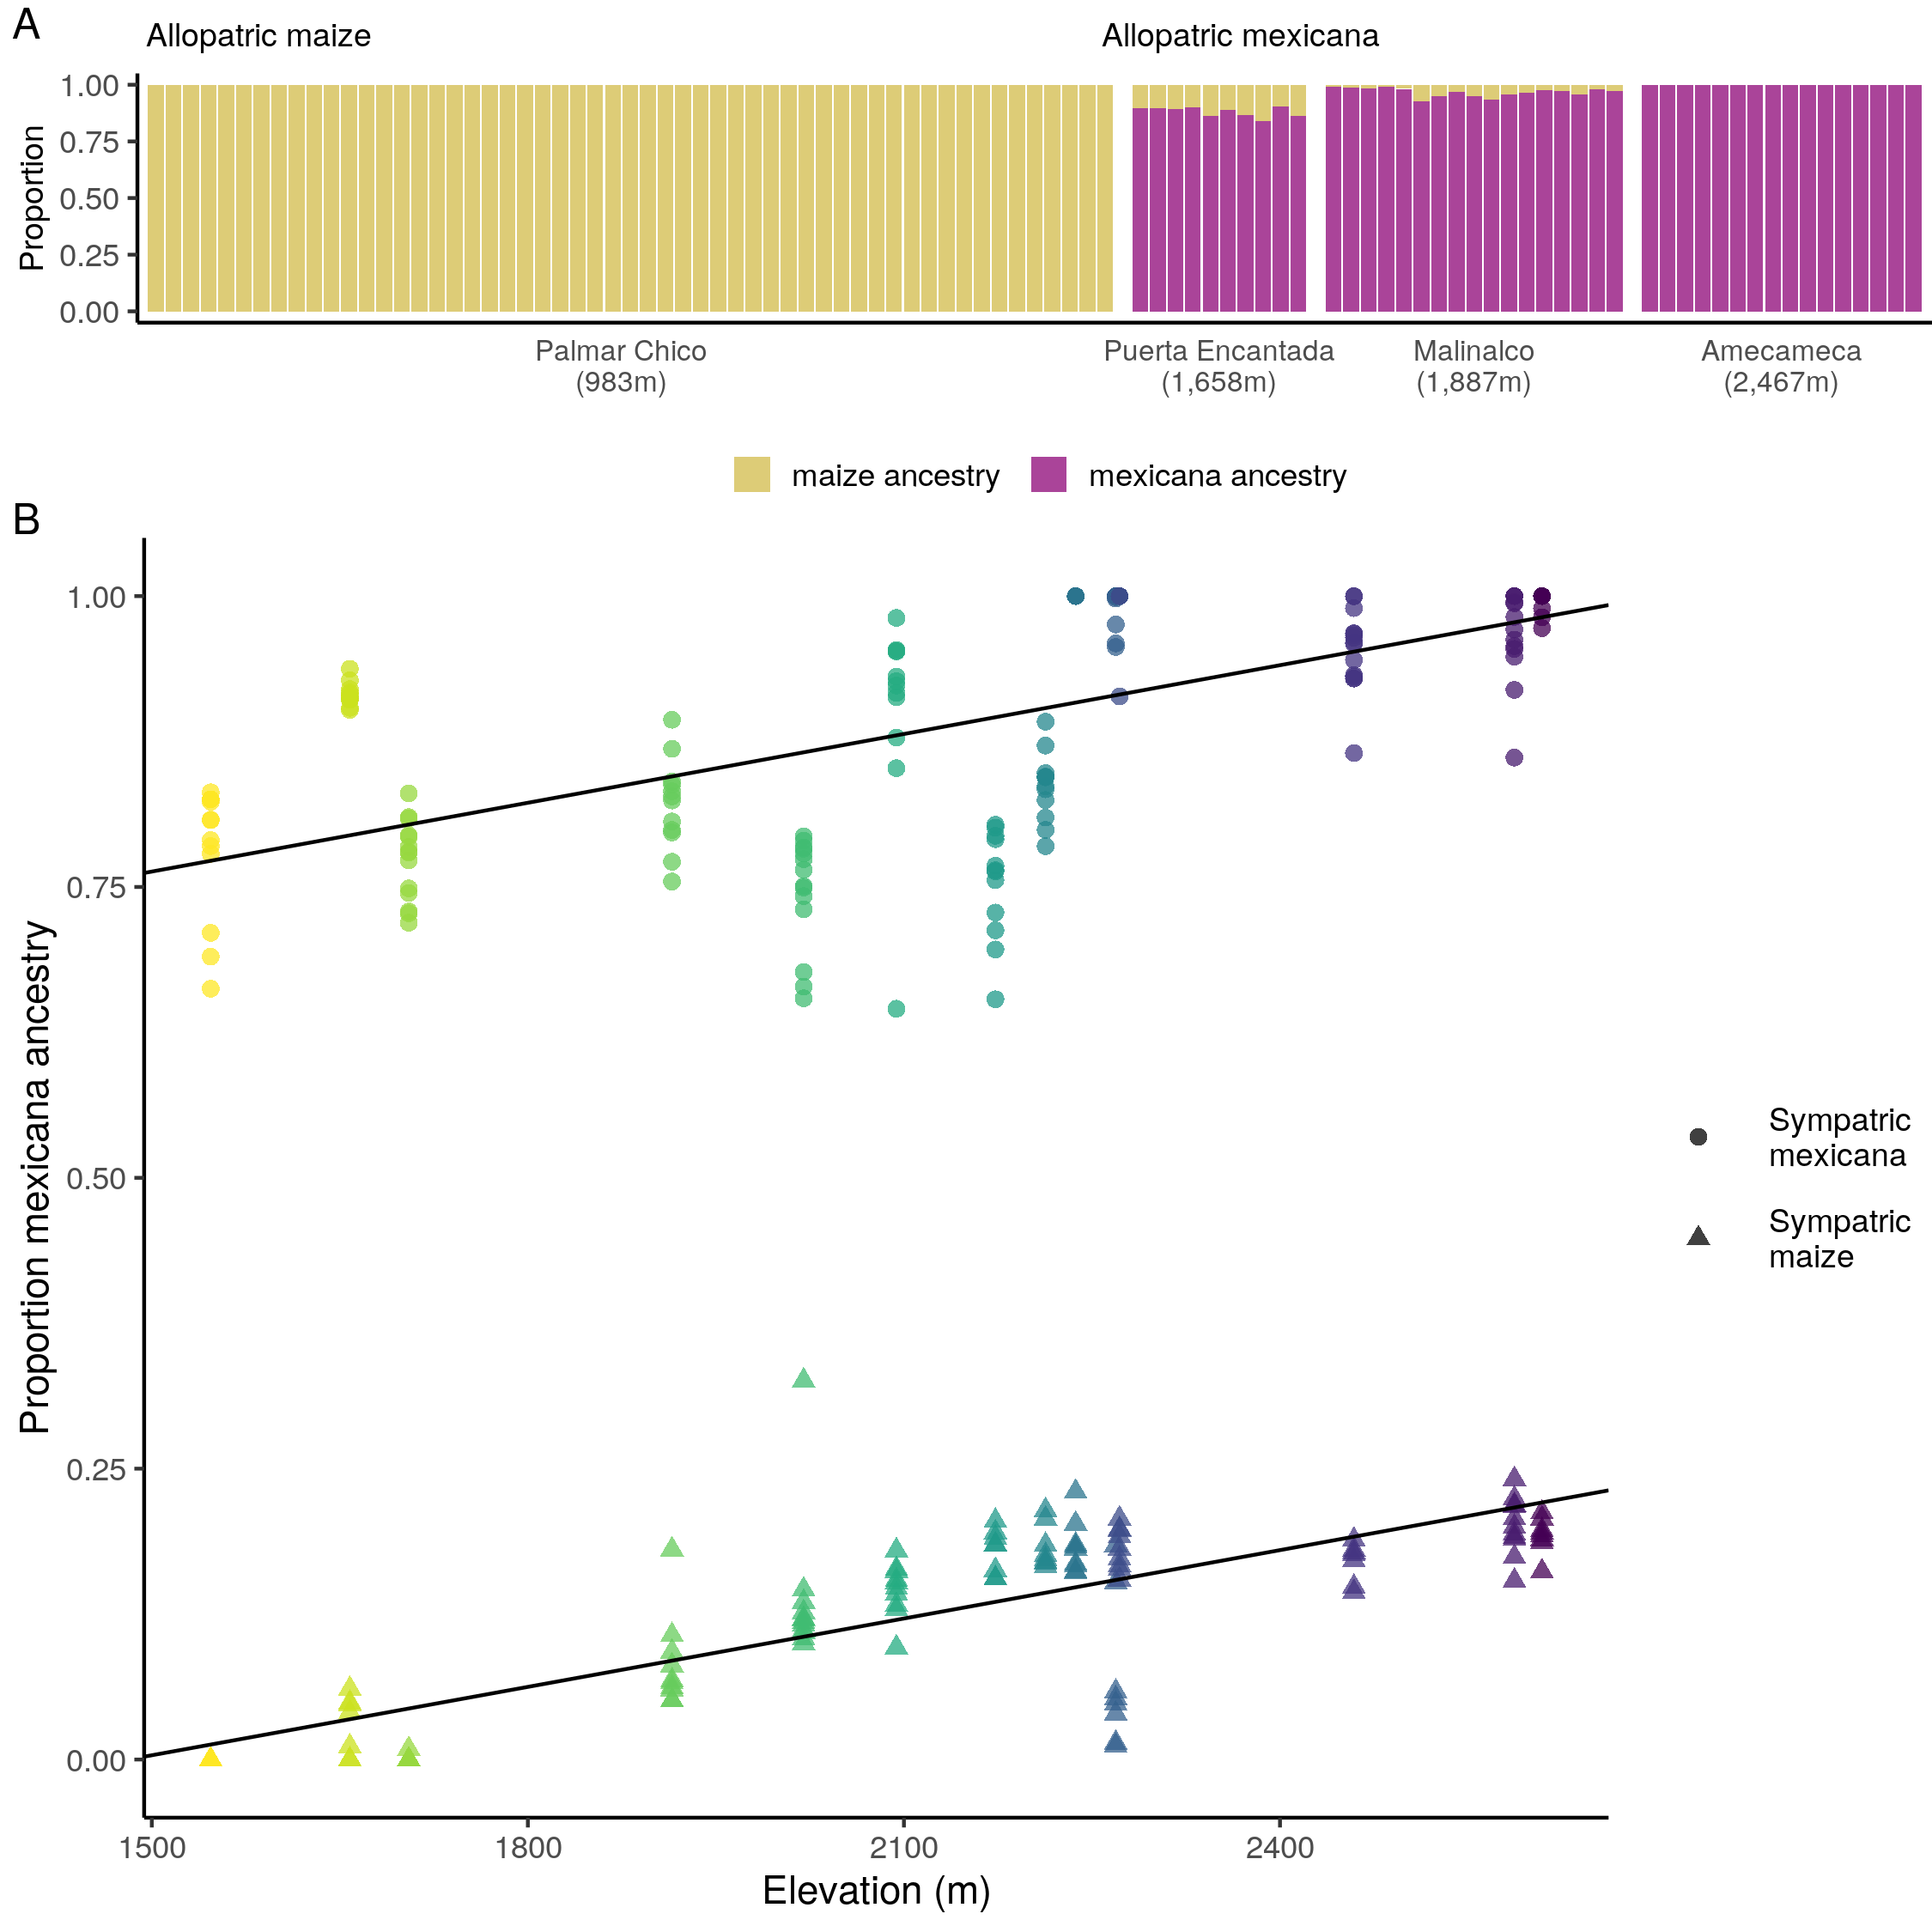 A
Allopatric maize
Allopatric mexicana
Proportion
1.00
0.75
0.50
0.25
0.00
Palmar Chico
(983m)
Puerta Encantada
(1,658m)
Malinalco
(1,887m)
Amecameca
(2,467m)
maize ancestry
mexicana ancestry
B
Proportion mexicana ancestry
1.00
0.75
0.50
0.25
0.00
1500
1800
2100
2400
Elevation (m)
Sympatric
mexicana
Sympatric
maize